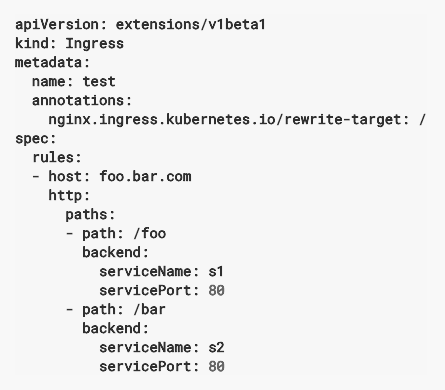 apiVersion: extensions/v1beta1
kind: Ingress
metadata:
  name: test
  annotations:
    nginx.ingress.kubernetes.io/rewrite-target: /
spec:
  rules:
  - host: foo.bar.com
    http:
      paths:
      - path: /foo
        backend:
          serviceName: s1
          servicePort: 80
      - path: /bar
        backend:
          serviceName: s2
          servicePort: 80